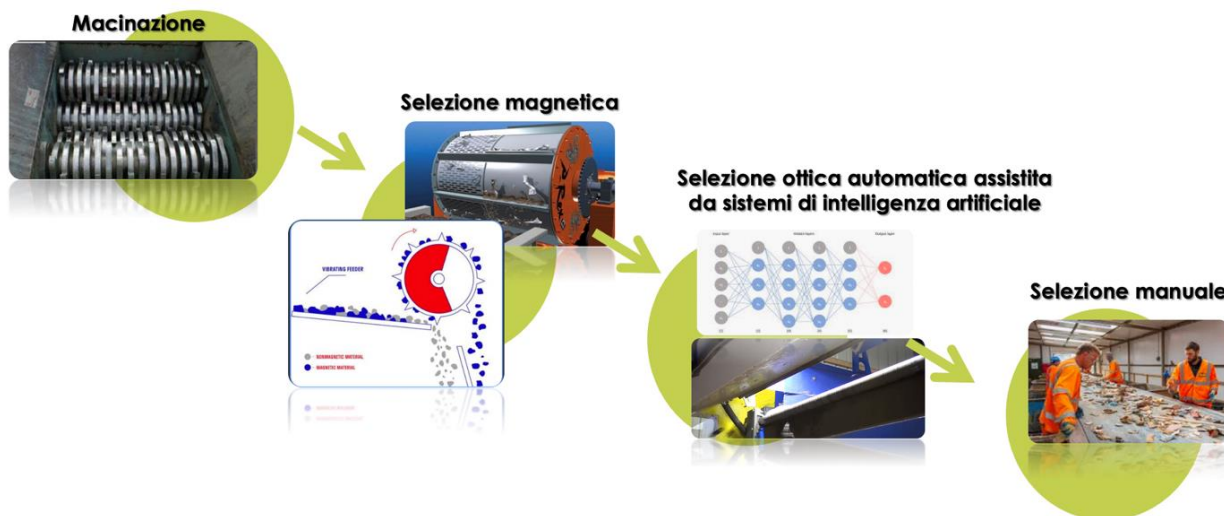 Macinazione
Selezione magnetica
VIBRATING FEEDER
NONMAGNETIC MATERIAL
MAGNETIC MATERIAL
Selezione ottica automatica assistita
da sistemi di intelligenza artificiale
Selezione manuale